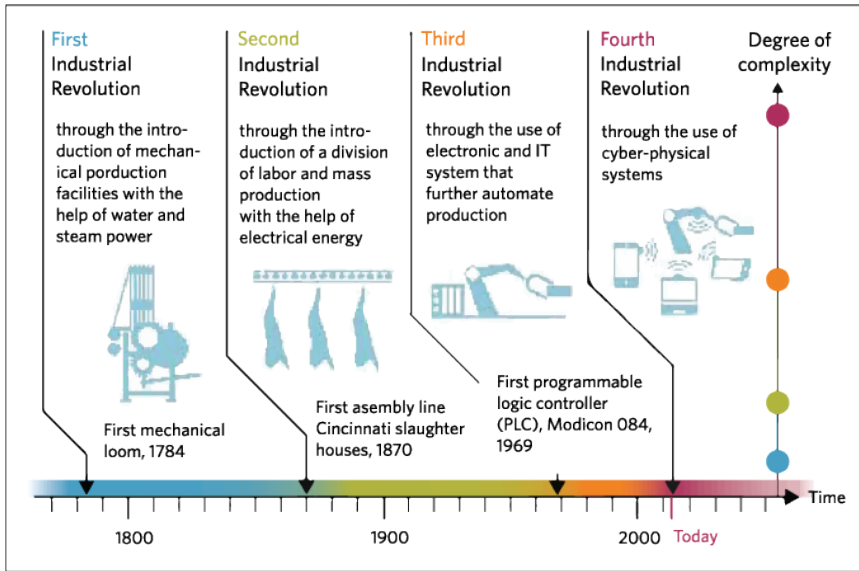 First
Industrial
Revolution
through the intro-
duction of mechan-
ical porduction
facilities with the
help of water and
steam power
First mechanical
loom, 1784
Second
Industrial
Revolution
through the intro-
duction of a division
of labor and mass
production
with the help of
electrical energy
First asembly line
Cincinnati slaughter
houses, 1870
Third
Industrial
Revolution
through the use of
electronic and IT
system that
further automate
production
First programmable
logic controller
(PLC), Modicon 084,
1969
Fourth
Industrial
Revolution
through the use of
cyber-physical
systems
Degree of
complexity
Time
1800
1900
2000
Today